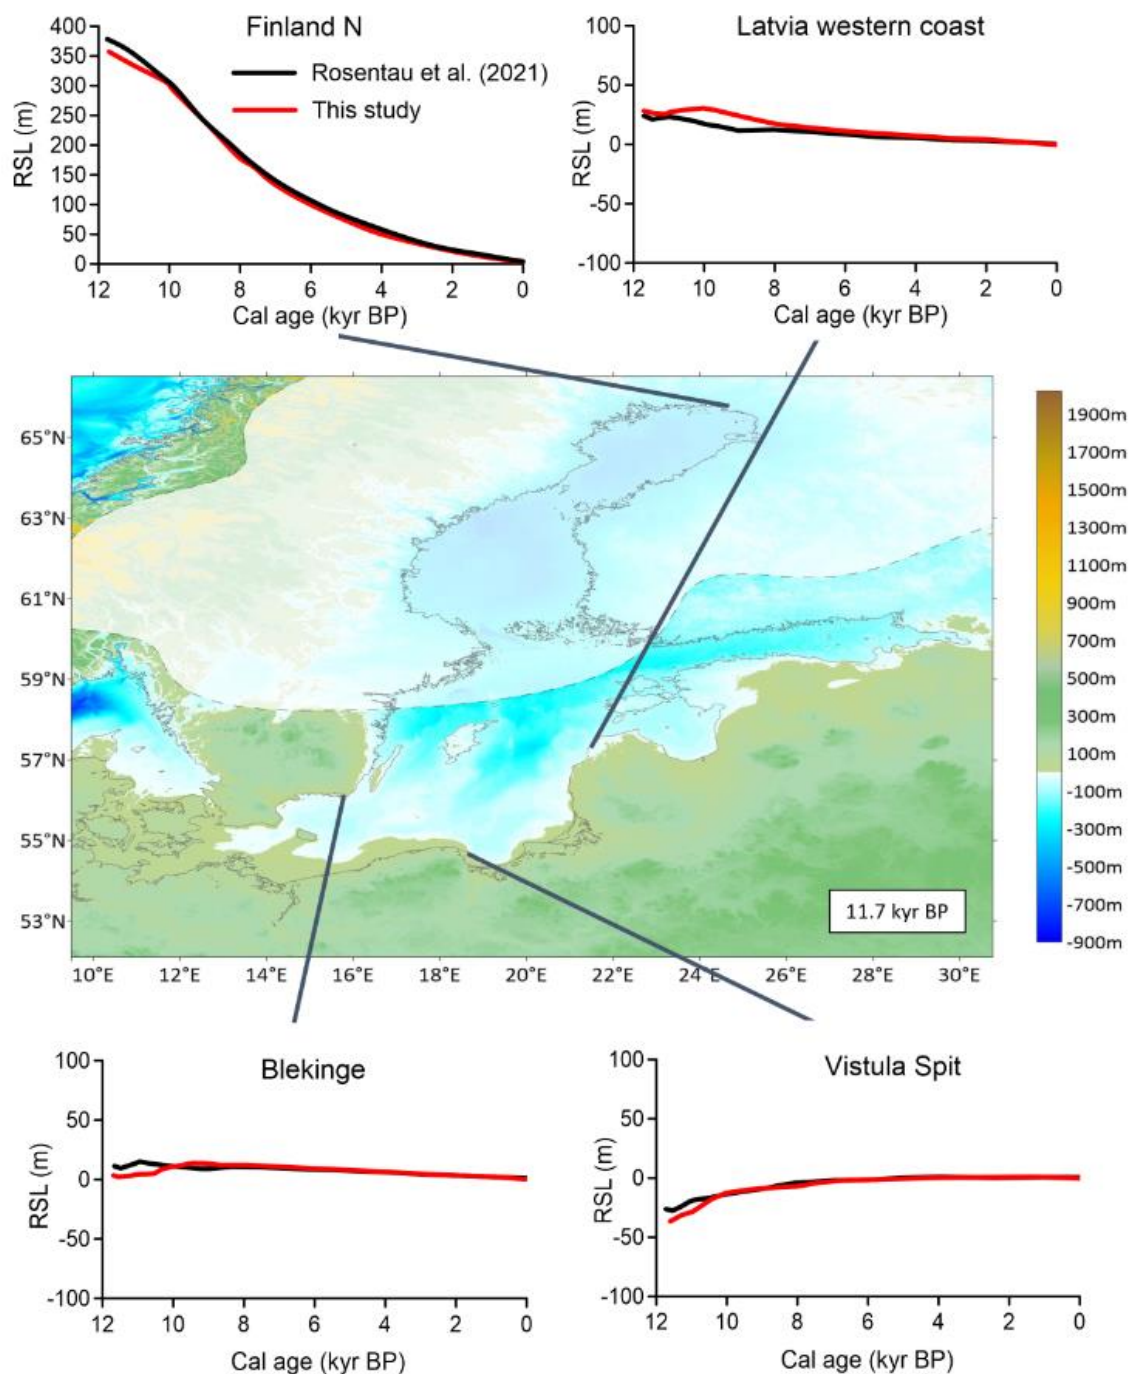 Finland N
400
350
300
250
200
150
100
50
0
RSL (m)
Rosentau et al. (2021)
This study
12 10 8 6 4 2 0
Cal age (kyr BP)
Latvia western coast
100
50
0
-50
-100
RSL (m)
12 10 8 6 4 2 0
Cal age (kyr BP)
65°N
63°N
61°N
59°N
57°N
55°N
53°N
10°E 12°E 14°E 16°E 18°E 20°E 22°E 24°E 26°E 28°E 30°E
11.7 kyr BP
1900m
1700m
1500m
1300m
1100m
900m
700m
500m
300m
100m
-100m
-300m
-500m
-700m
-900m
Blekinge
100
50
0
-50
-100
RSL (m)
12 10 8 6 4 2 0
Cal age (kyr BP)
Vistula Spit
100
50
0
-50
-100
RSL (m)
12 10 8 6 4 2 0
Cal age (kyr BP)